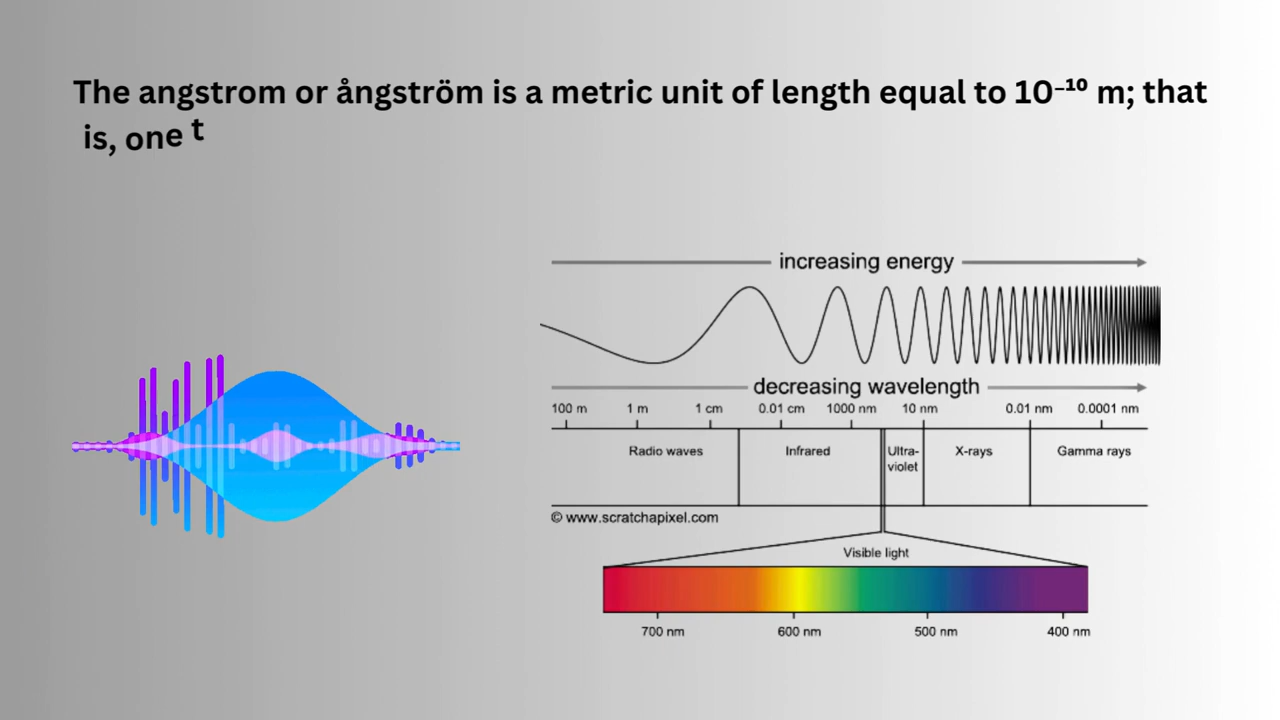 The angstrom or ångström is a metric unit of length equal to 10⁻¹⁰ m; that
is, one t
increasing energy
decreasing wavelength
100 m 1 m 1 cm 0.01 cm 1000 nm 10 nm 0.01 nm 0.0001 nm
Radio waves Infrared Ultra- X-rays Gamma rays
violet
© www.scratchapixel.com
Visible light
700 nm 600 nm 500 nm 400 nm